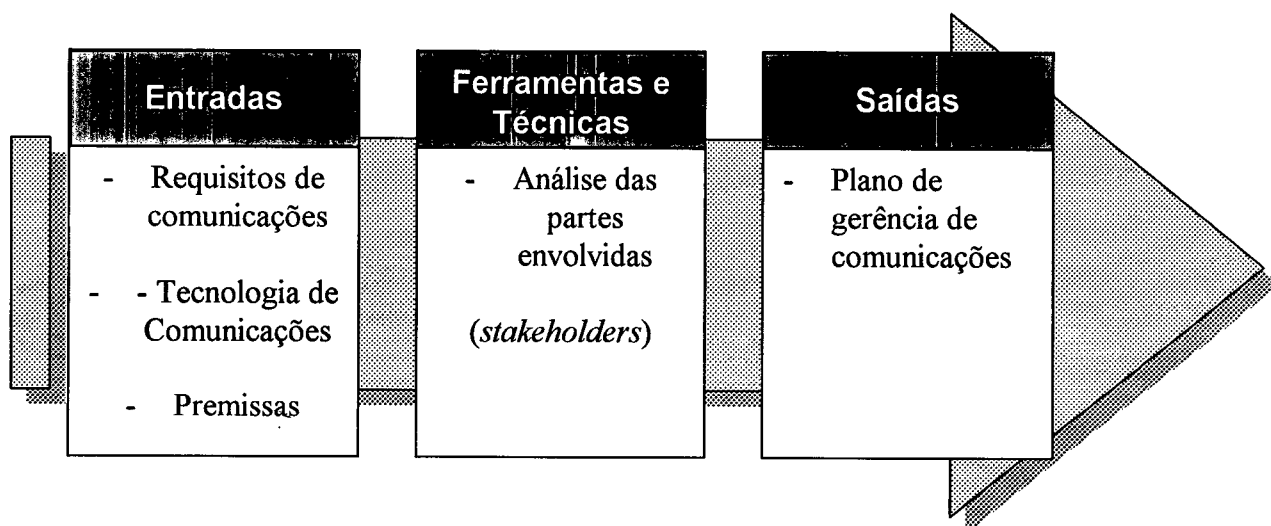 Entradas
- Requisitos de
comunicações
- - Tecnologia de
Comunicações
- Premissas
Ferramentas e
Técnicas
- Análise das
partes
envolvidas
(stakeholders)
Saídas
- Plano de
gerência de
comunicações